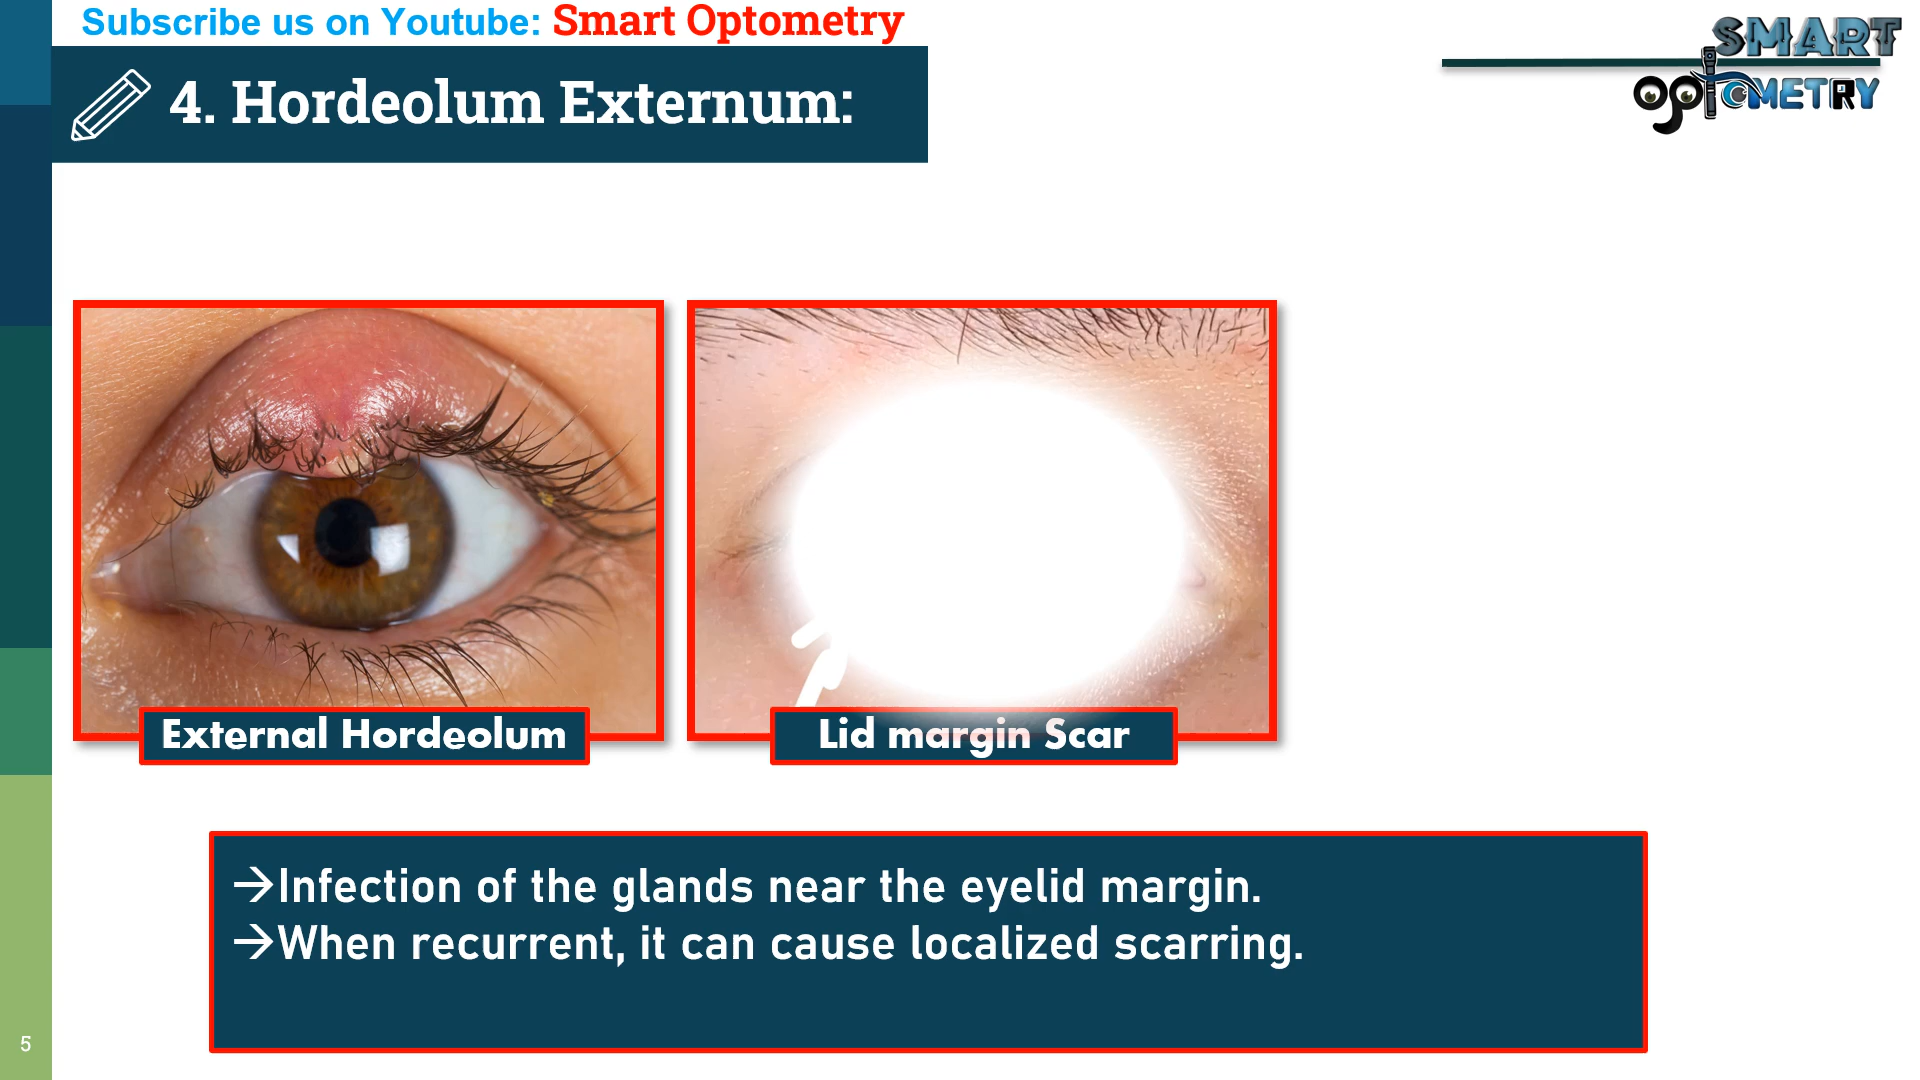 Subscribe us on Youtube: Smart Optometry
SMART
OPTOMETRY
4. Hordeolum Externum:
External Hordeolum
Lid margin Scar
→Infection of the glands near the eyelid margin.
→When recurrent, it can cause localized scarring.
5